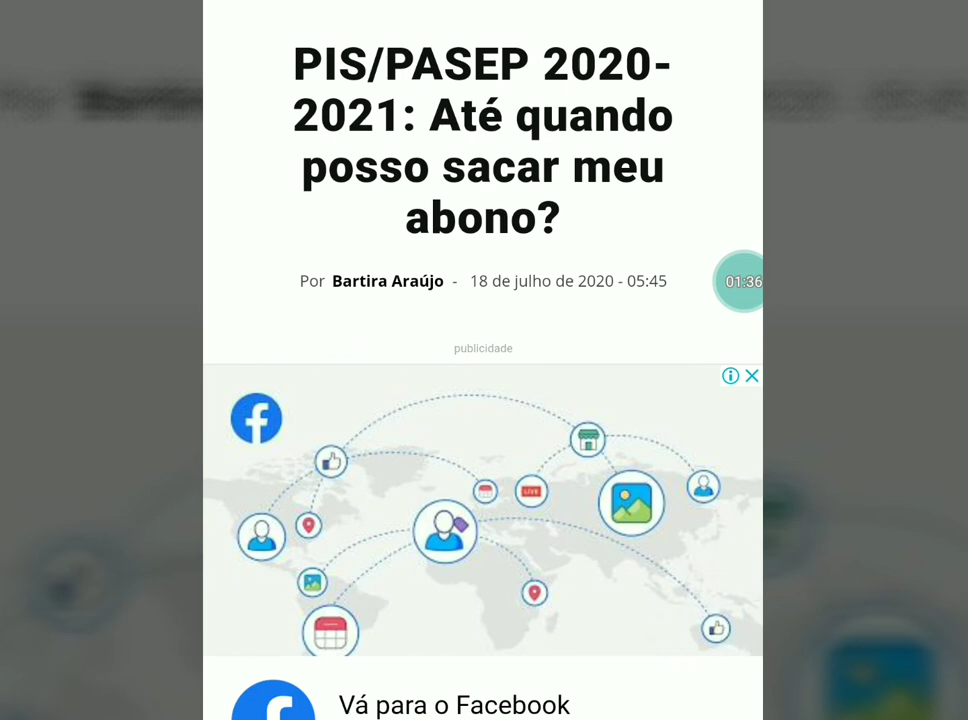 PIS/PASEP 2020-
2021: Até quando
posso sacar meu
abono?
Por Bartira Araújo - 18 de julho de 2020 - 05:45
01:36
publicidade
LIVE
Vá para o Facebook